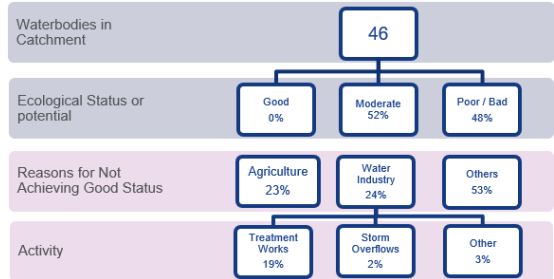 Waterbodies in
Catchment
46
Ecological Status or
potential
Good
0%
Moderate
52%
Poor / Bad
48%
Reasons for Not
Achieving Good Status
Agriculture
23%
Water
Industry
24%
Others
53%
Activity
Treatment
Works
19%
Storm
Overflows
2%
Other
3%